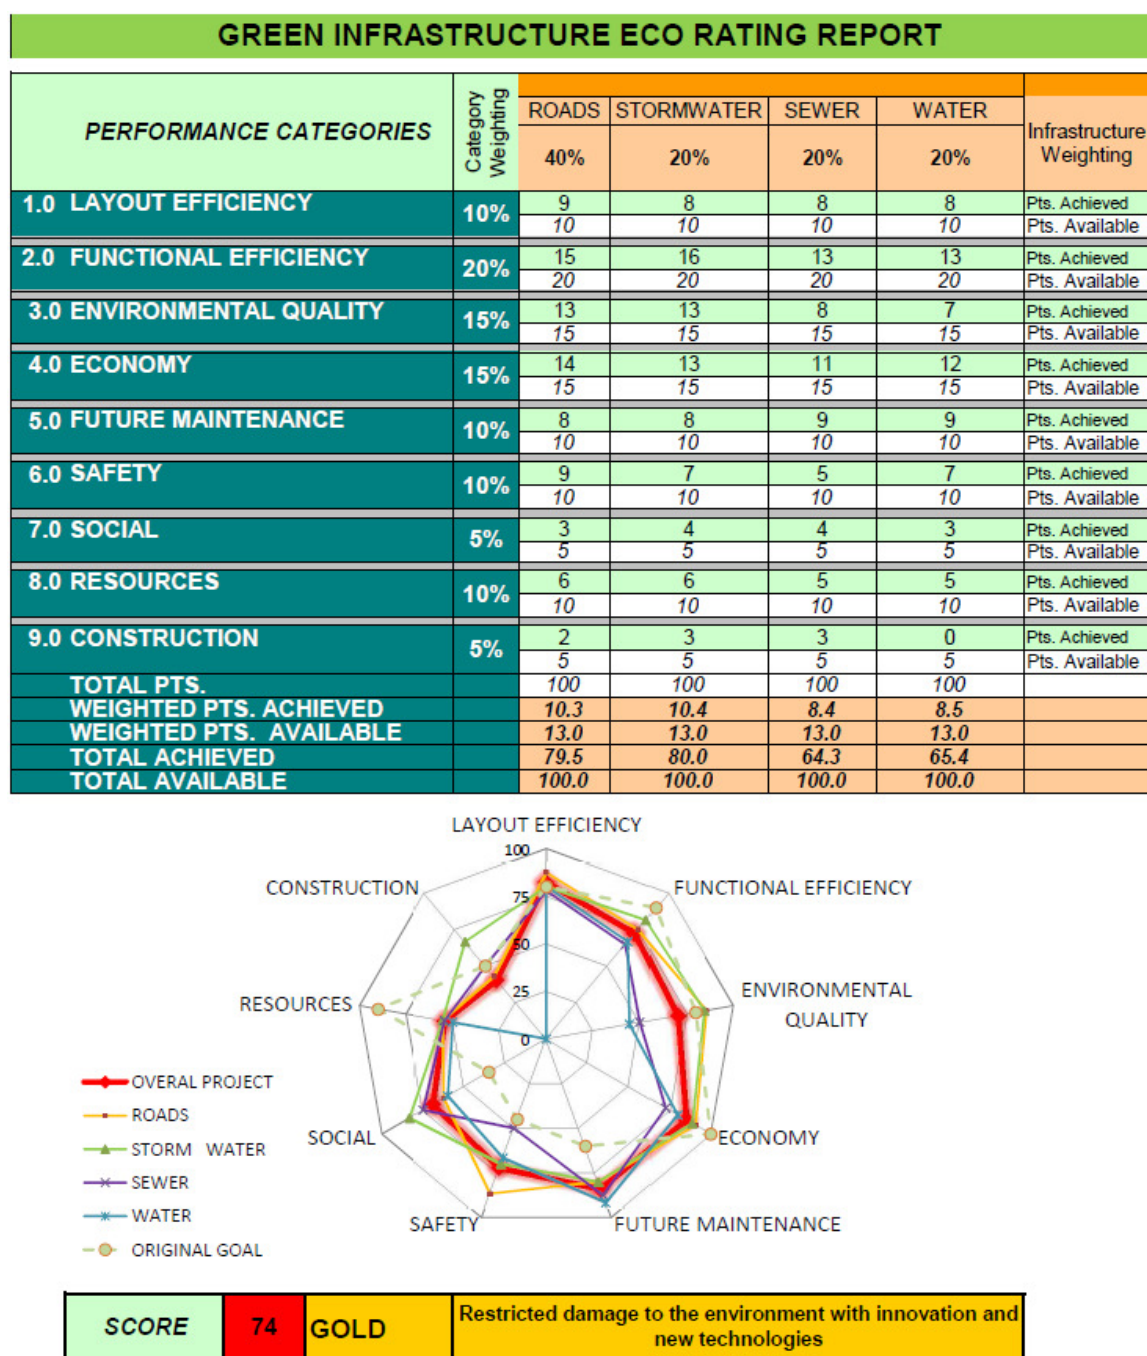 GREEN INFRASTRUCTURE ECO RATING REPORT
PERFORMANCE CATEGORIES
Category
Weighting
ROADS STORMWATER SEWER WATER
Infrastructure
Weighting
40% 20% 20% 20%
1.0 LAYOUT EFFICIENCY 10% 9 8 8 8 Pts. Achieved
10 10 10 10 Pts. Available
2.0 FUNCTIONAL EFFICIENCY 20% 15 16 13 13 Pts. Achieved
20 20 20 20 Pts. Available
3.0 ENVIRONMENTAL QUALITY 15% 13 13 8 7 Pts. Achieved
15 15 15 15 Pts. Available
4.0 ECONOMY 15% 14 13 11 12 Pts. Achieved
15 15 15 15 Pts. Available
5.0 FUTURE MAINTENANCE 10% 8 8 9 9 Pts. Achieved
10 10 10 10 Pts. Available
6.0 SAFETY 10% 9 7 5 7 Pts. Achieved
10 10 10 10 Pts. Available
7.0 SOCIAL 5% 3 4 4 3 Pts. Achieved
5 5 5 5 Pts. Available
8.0 RESOURCES 10% 6 6 5 5 Pts. Achieved
10 10 10 10 Pts. Available
9.0 CONSTRUCTION 5% 2 3 3 0 Pts. Achieved
5 5 5 5 Pts. Available
TOTAL PTS. 100 100 100 100
WEIGHTED PTS. ACHIEVED 10.3 10.4 8.4 8.5
WEIGHTED PTS. AVAILABLE 13.0 13.0 13.0 13.0
TOTAL ACHIEVED 79.5 80.0 64.3 65.4
TOTAL AVAILABLE 100.0 100.0 100.0 100.0
LAYOUT EFFICIENCY
100
CONSTRUCTION FUNCTIONAL EFFICIENCY
75
50
RESOURCES ENVIRONMENTAL
QUALITY
25
0
OVERAL PROJECT
ROADS
SOCIAL ECONOMY
STORM WATER
SEWER
WATER
SAFETY FUTURE MAINTENANCE
ORIGINAL GOAL
SCORE 74 GOLD Restricted damage to the environment with innovation and
new technologies